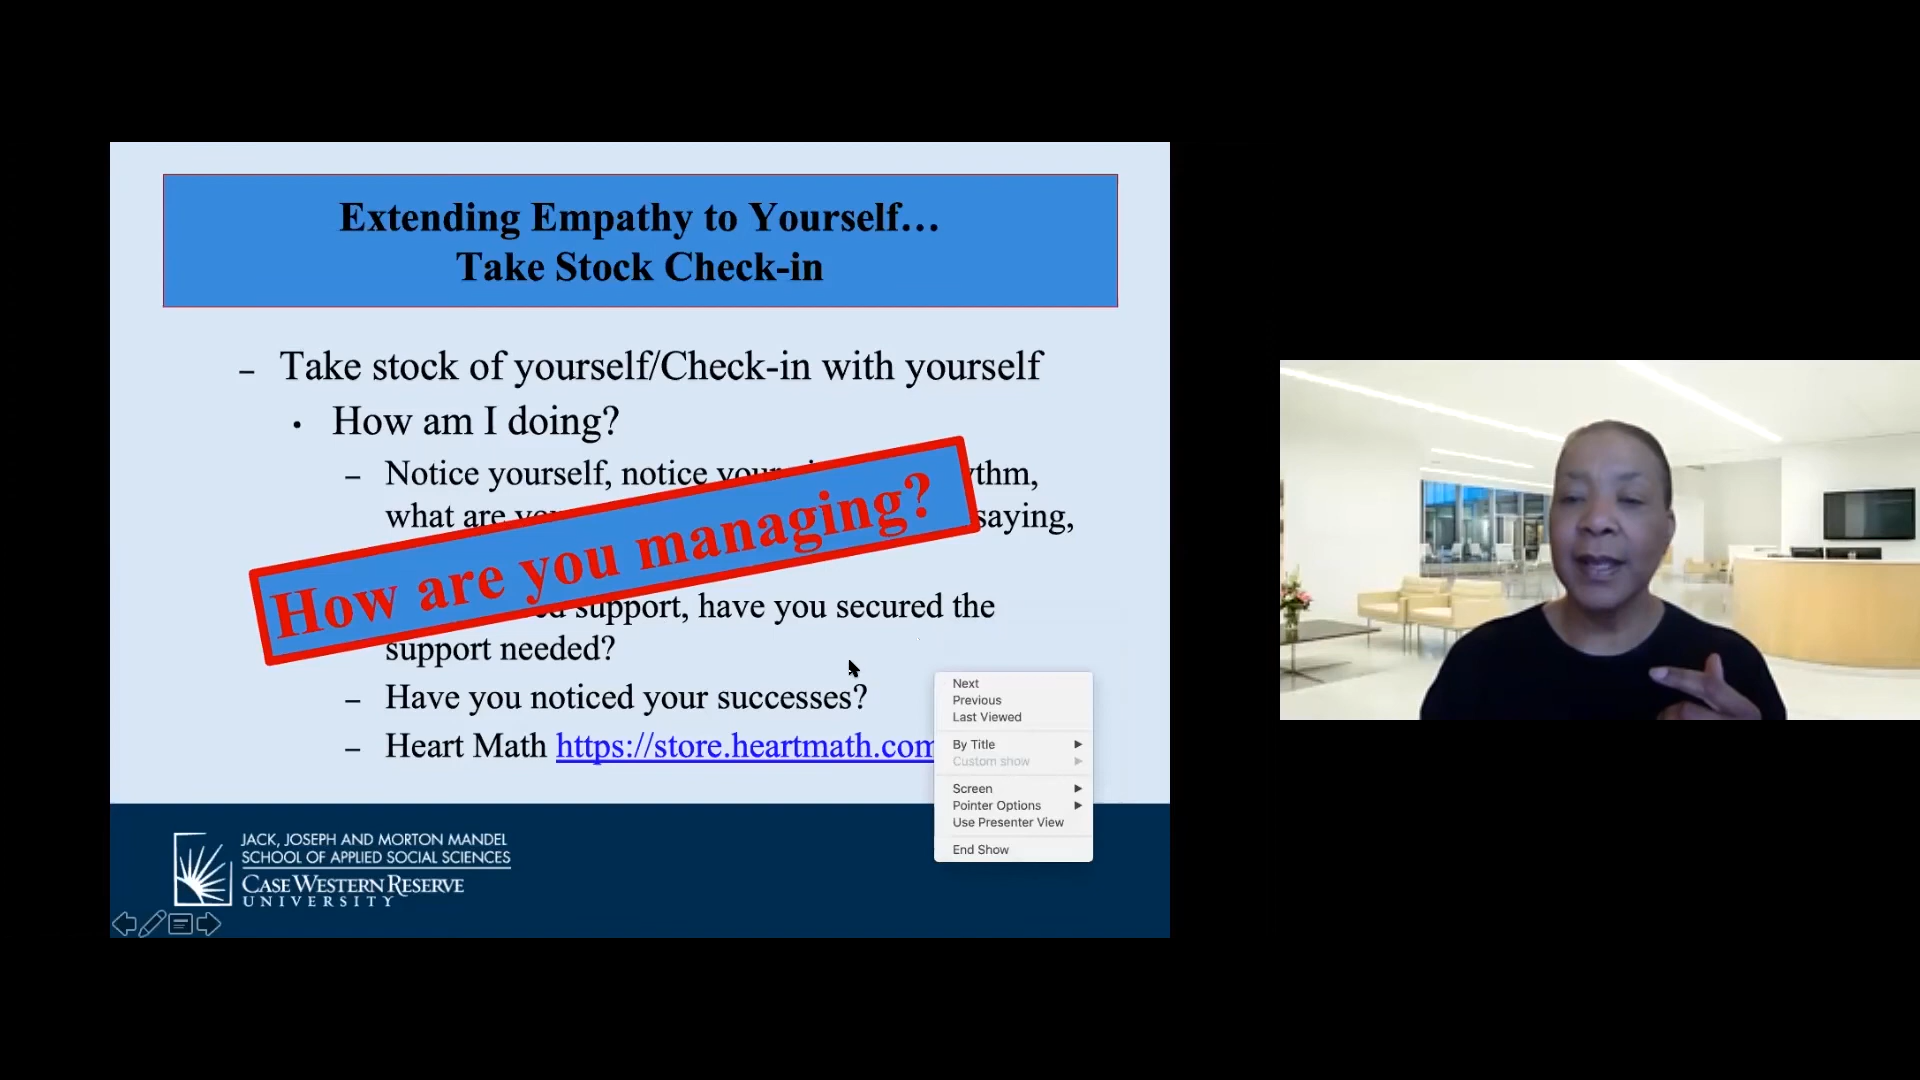 Extending Empathy to Yourself…
Take Stock Check-in
– Take stock of yourself/Check-in with yourself
• How am I doing?
– Notice yourself, notice
what are
saying,
How are you managing?
support, have you secured the
support needed?
– Have you noticed your successes?
– Heart Math https://store.heartmath.com
Next
Previous
Last Viewed
By Title
Custom show
Screen
Pointer Options
Use Presenter View
End Show
JACK, JOSEPH AND MORTON MANDEL
SCHOOL OF APPLIED SOCIAL SCIENCES
CASE WESTERN RESERVE
UNIVERSITY